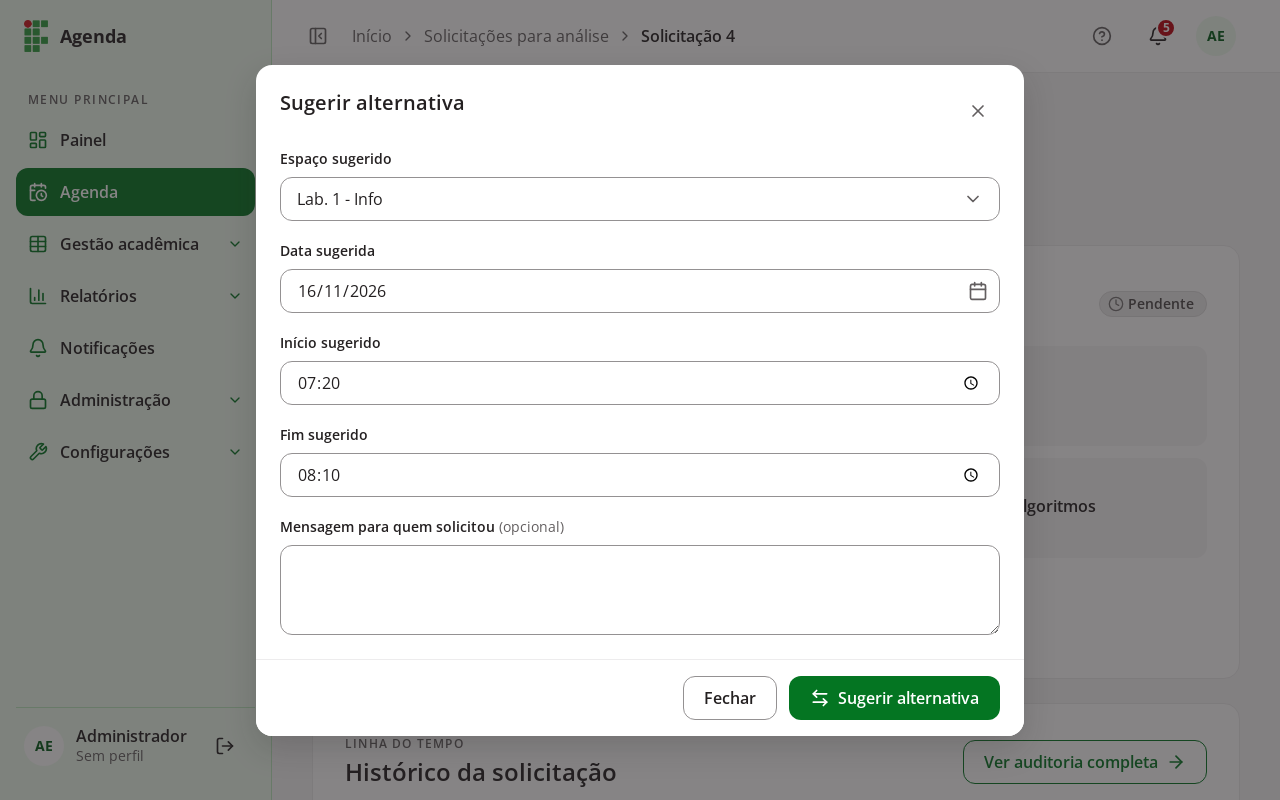 Agenda
Início
Solicitações para análise
Solicitação 4
5
AE
MENU PRINCIPAL
Painel
Agenda
Gestão acadêmica
Relatórios
Notificações
Administração
Configurações
AE
Administrador
Sem perfil
Sugerir alternativa
Espaço sugerido
Lab. 1 - Info
Data sugerida
16/11/2026
Início sugerido
07:20
Fim sugerido
08:10
Mensagem para quem solicitou (opcional)
Fechar
Sugerir alternativa
Pendente
lgoritmos
LINHA DO TEMPO
Histórico da solicitação
Ver auditoria completa